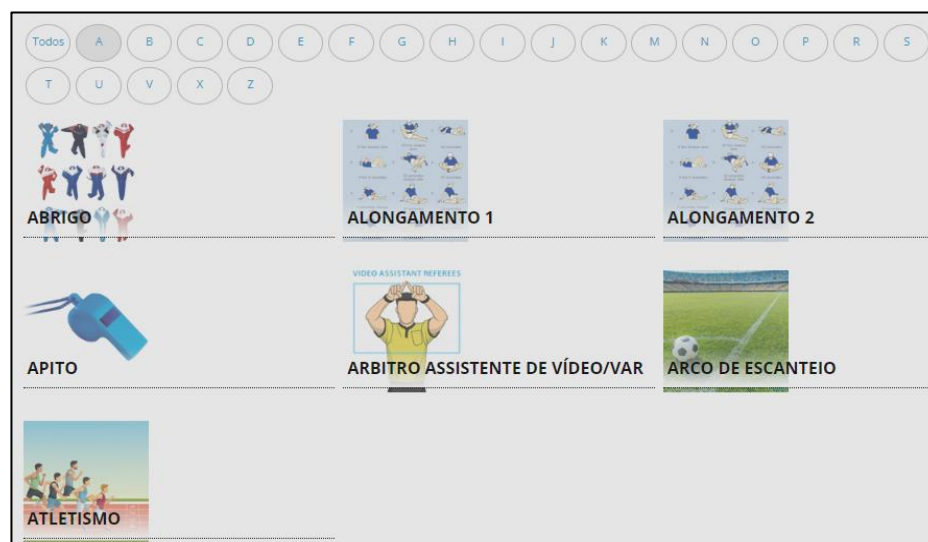 Todos A B C D E F G H I J K M N O P R S
T U V X Z
ABRIGO ALONGAMENTO 1 ALONGAMENTO 2
VIDEO ASSISTANT REFEREES
APITO ARBITRO ASSISTENTE DE VÍDEO/VAR ARCO DE ESCANTEIO
ATLETISMO